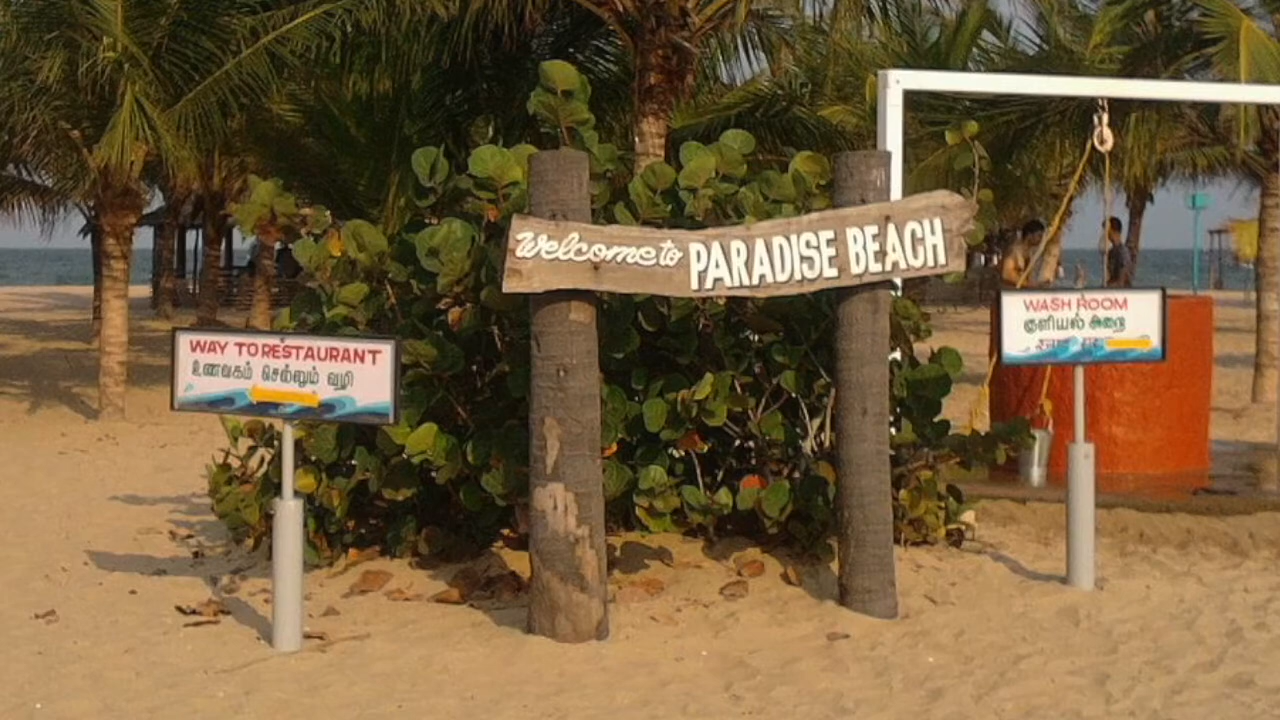 Welcome to PARADISE BEACH
WAY TO RESTAURANT
உணவகம் செல்லும் வழி
WASH ROOM
குளியல் அறை